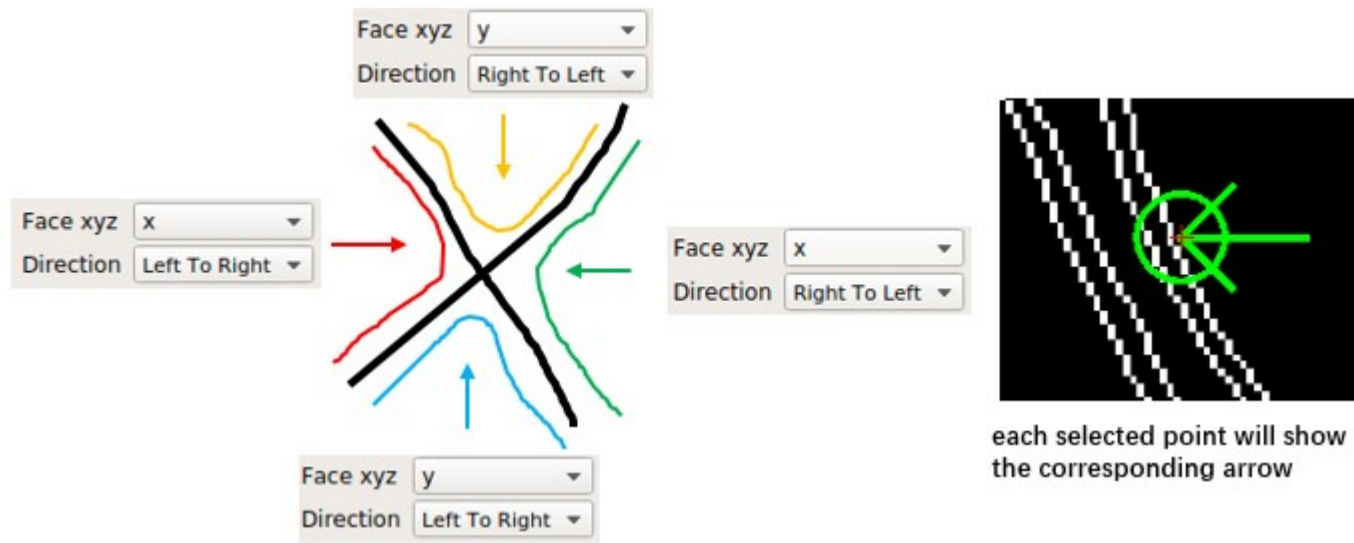 Face xyz y
Direction Right To Left
Face xyz x
Direction Left To Right
Face xyz x
Direction Right To Left
each selected point will show
the corresponding arrow
Face xyz y
Direction Left To Right